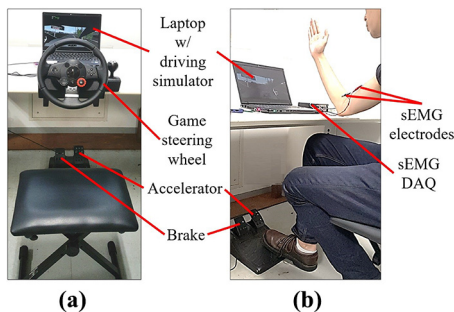 Laptop
w/
driving
simulator
Game
steering
wheel
Accelerator
Brake
sEMG
electrodes
sEMG
DAQ
(a)
(b)